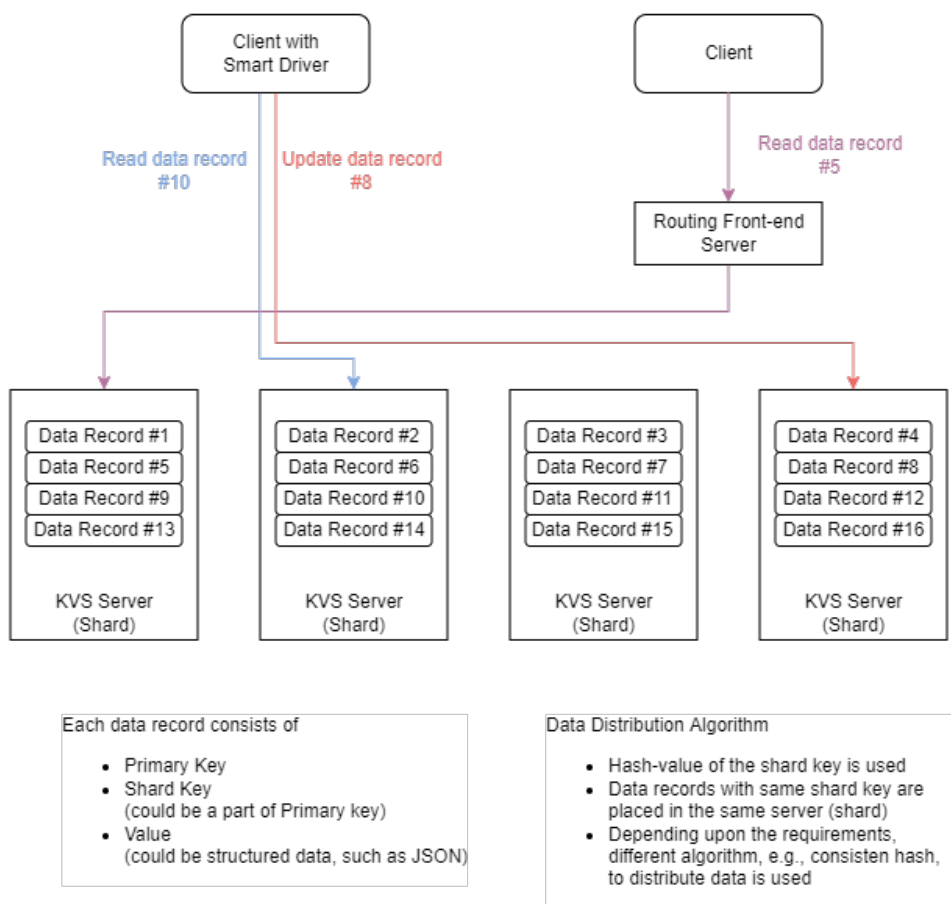 Client with
Smart Driver
Client
Read data record
#10
Update data record
#8
Read data record
#5
Routing Front-end
Server
Data Record #1
Data Record #5
Data Record #9
Data Record #13
KVS Server
(Shard)
Data Record #2
Data Record #6
Data Record #10
Data Record #14
KVS Server
(Shard)
Data Record #3
Data Record #7
Data Record #11
Data Record #15
KVS Server
(Shard)
Data Record #4
Data Record #8
Data Record #12
Data Record #16
KVS Server
(Shard)
Each data record consists of
• Primary Key
• Shard Key
(could be a part of Primary key)
• Value
(could be structured data, such as JSON)
Data Distribution Algorithm
• Hash-value of the shard key is used
• Data records with same shard key are
placed in the same server (shard)
• Depending upon the requirements,
different algorithm, e.g., consisten hash,
to distribute data is used